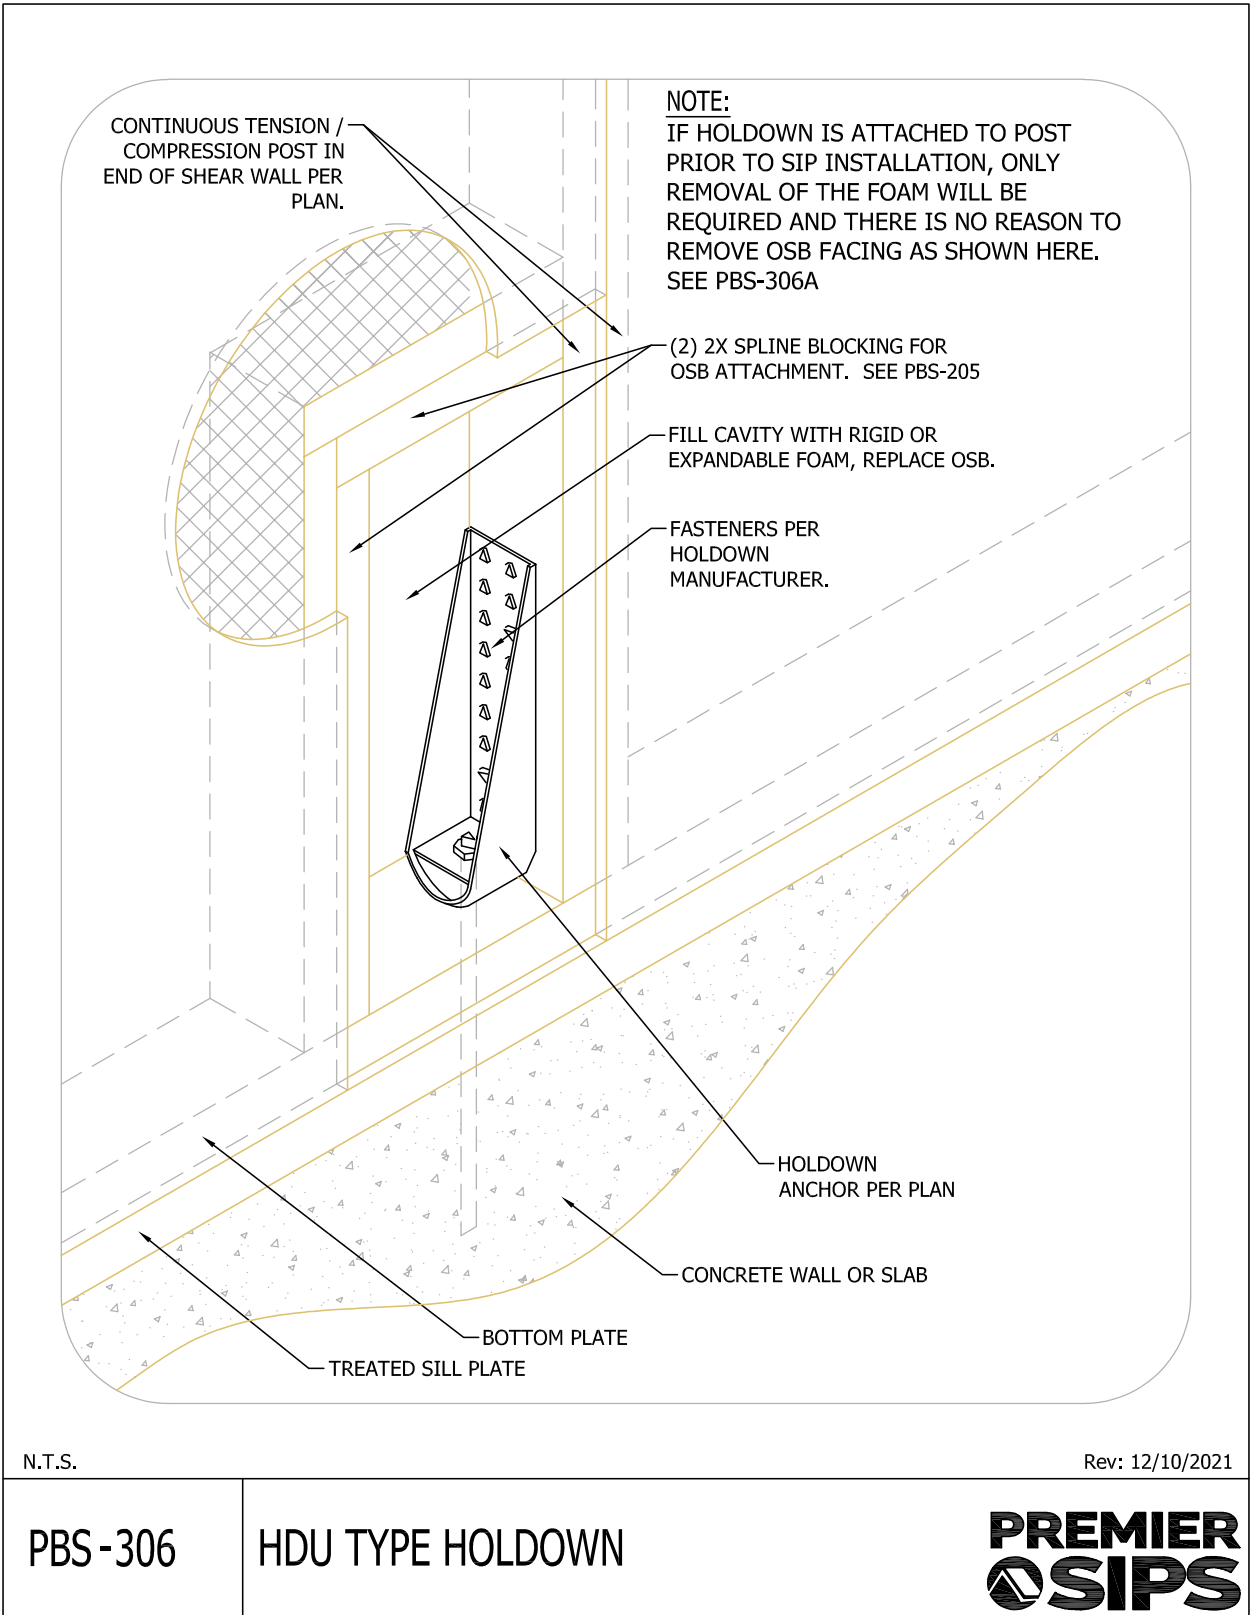 CONTINUOUS TENSION /
COMPRESSION POST IN
END OF SHEAR WALL PER
PLAN.
NOTE:
IF HOLDOWN IS ATTACHED TO POST
PRIOR TO SIP INSTALLATION, ONLY
REMOVAL OF THE FOAM WILL BE
REQUIRED AND THERE IS NO REASON TO
REMOVE OSB FACING AS SHOWN HERE.
SEE PBS-306A
(2) 2X SPLINE BLOCKING FOR
OSB ATTACHMENT. SEE PBS-205
FILL CAVITY WITH RIGID OR
EXPANDABLE FOAM, REPLACE OSB.
FASTENERS PER
HOLDOWN
MANUFACTURER.
HOLDOWN
ANCHOR PER PLAN
CONCRETE WALL OR SLAB
BOTTOM PLATE
TREATED SILL PLATE
N.T.S.
Rev: 12/10/2021
PBS-306
HDU TYPE HOLDOWN
PREMIER
SIPS